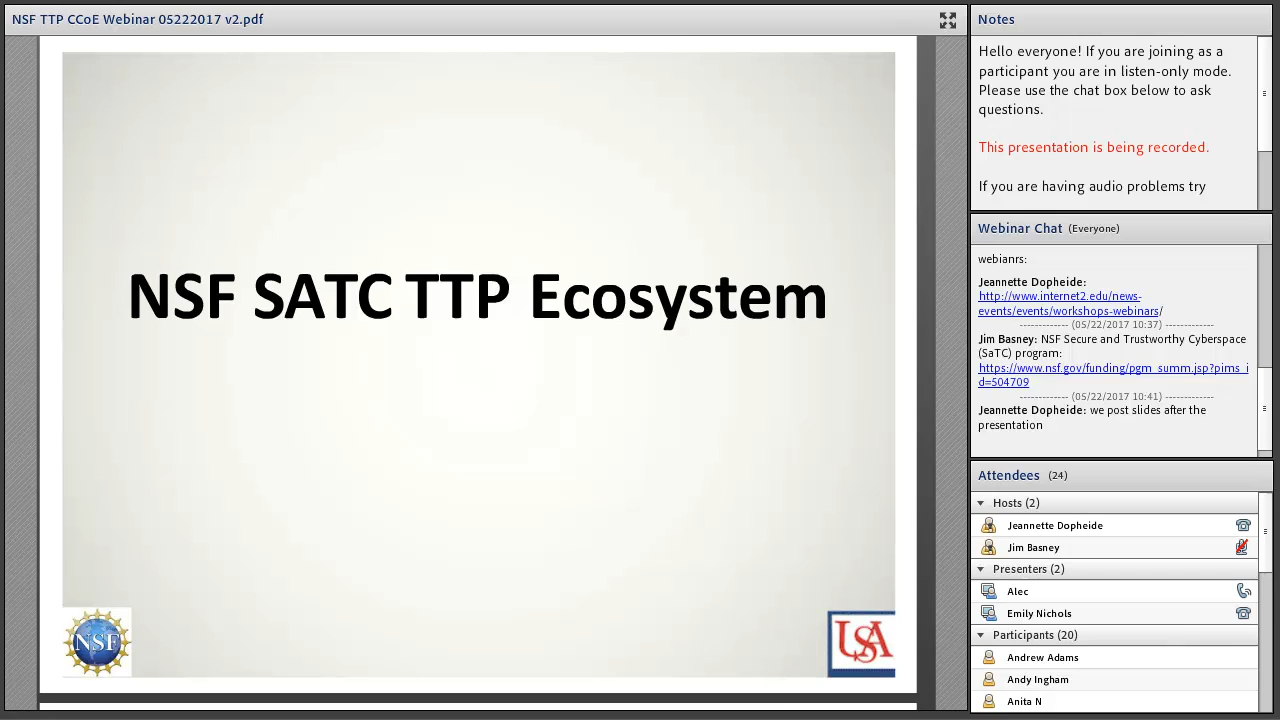 NSF TTP CCoE Webinar 05222017 v2.pdf
NSF SATC TTP Ecosystem
NSF
USA
Notes
Hello everyone! If you are joining as a
participant you are in listen-only mode.
Please use the chat box below to ask
questions.
This presentation is being recorded.
If you are having audio problems try
Webinar Chat (Everyone)
webianrs:
Jeannette Dopheide:
http://www.internet2.edu/news-
events/events/workshops-webinars/
------------- (05/22/2017 10:37) -------------
Jim Basney: NSF Secure and Trustworthy Cyberspace
(SaTC) program:
https://www.nsf.gov/funding/pgm_summ.jsp?pims_i
d=504709
------------- (05/22/2017 10:41) -------------
Jeannette Dopheide: we post slides after the
presentation
Attendees (24)
Hosts (2)
Jeannette Dopheide
Jim Basney
Presenters (2)
Alec
Emily Nichols
Participants (20)
Andrew Adams
Andy Ingham
Anita N